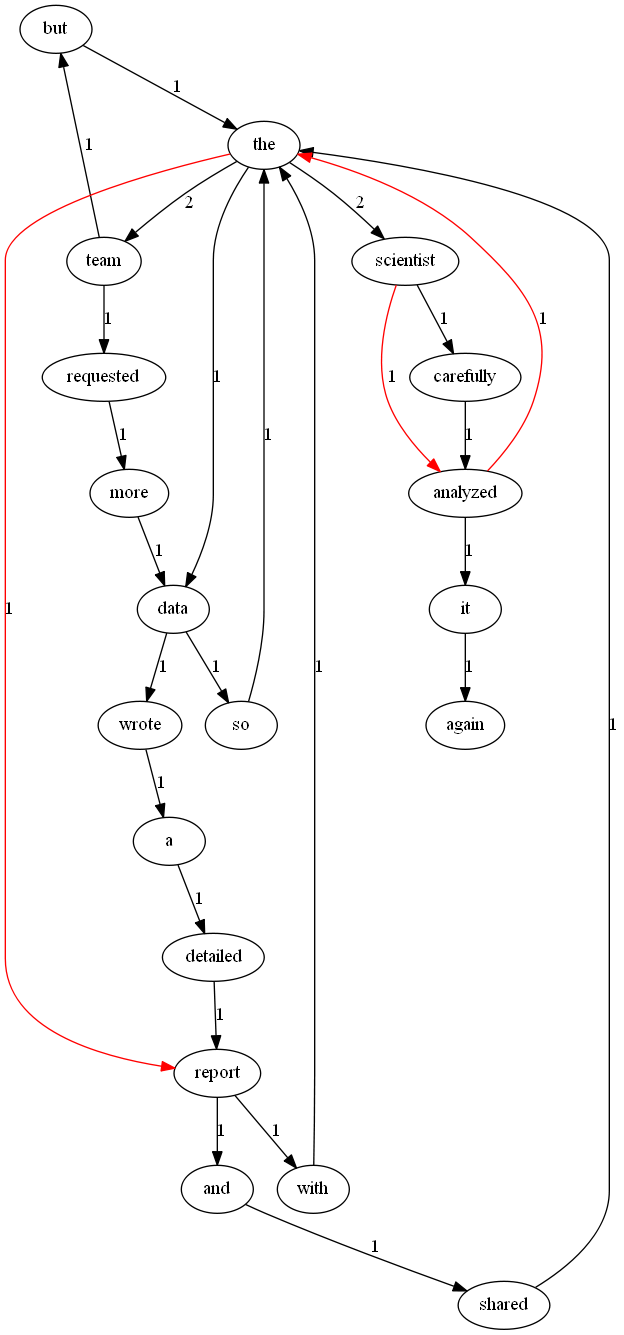 but
1
the
1
2
2
team
scientist
1
1
1
1
requested
carefully
1
1
1
1
more
analyzed
1
1
data
it
1
1
1
1
1
1
wrote
so
again
1
1
a
1
detailed
1
report
1
1
and
with
1
shared